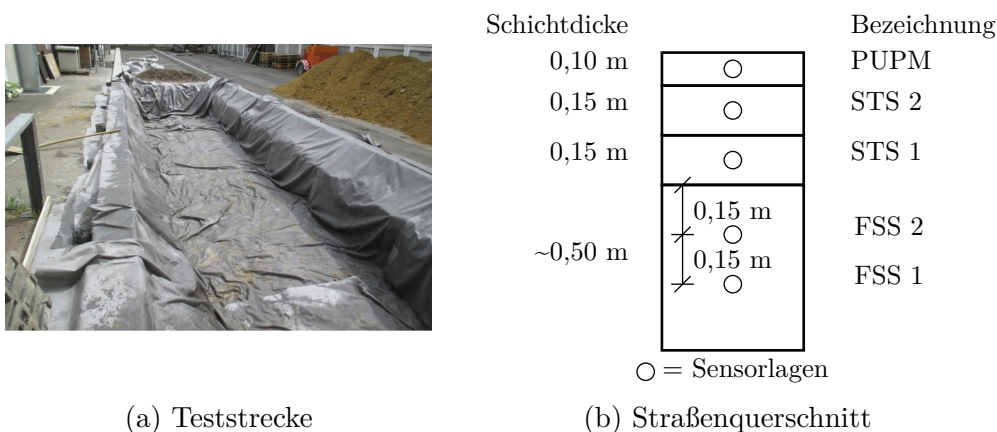 Schichtdicke Bezeichnung
0,10 m PUPM
0,15 m STS 2
0,15 m STS 1
0,15 m
FSS 2
~0,50 m 0,15 m
FSS 1
= Sensorlagen
(a) Teststrecke (b) Straßenquerschnitt